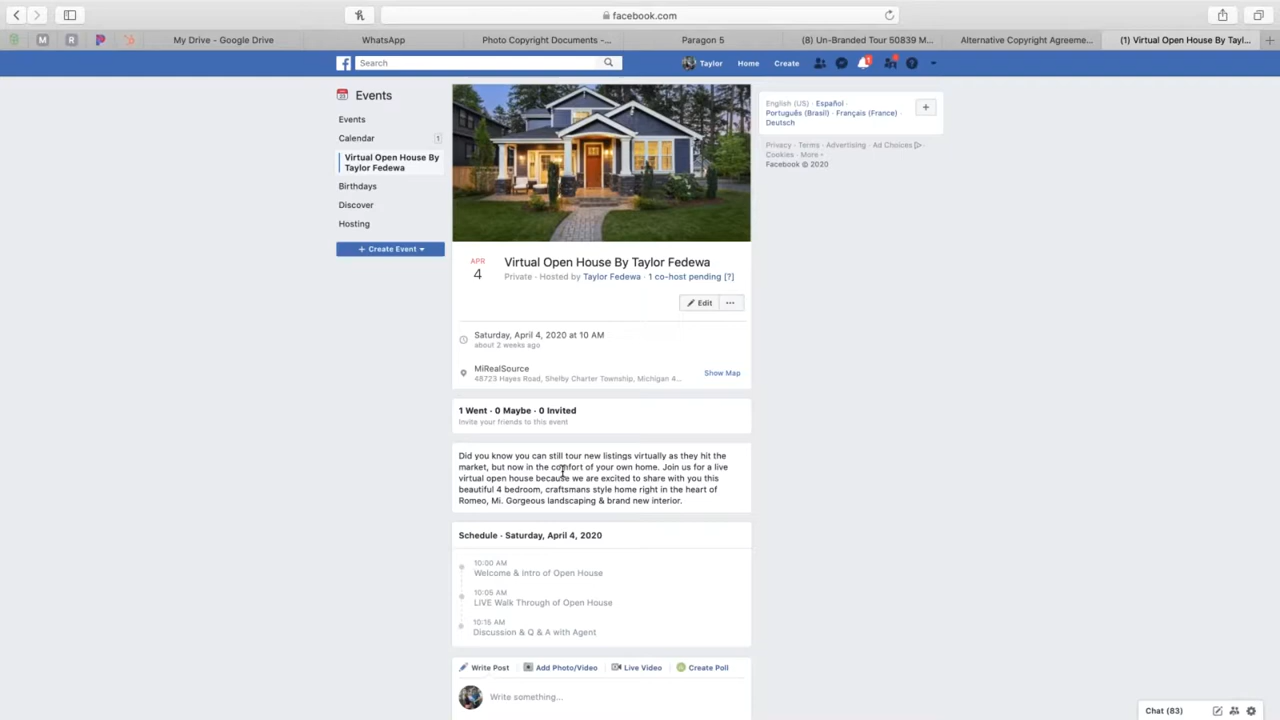 facebook.com
M
R
P
My Drive - Google Drive
WhatsApp
Photo Copyright Documents -...
Paragon 5
(8) Un-Branded Tour 50839 M...
Alternative Copyright Agreeme...
(1) Virtual Open House By Tayl...
f
Search
Taylor
Home
Create
Events
Events
Calendar
1
Virtual Open House By
Taylor Fedewa
Birthdays
Discover
Hosting
+ Create Event
APR
4
Virtual Open House By Taylor Fedewa
Private · Hosted by Taylor Fedewa · 1 co-host pending [?]
Edit
...
Saturday, April 4, 2020 at 10 AM
about 2 weeks ago
MiRealSource
48723 Hayes Road, Shelby Charter Township, Michigan 4...
Show Map
1 Went · 0 Maybe · 0 Invited
Invite your friends to this event
Did you know you can still tour new listings virtually as they hit the
market, but now in the comfort of your own home. Join us for a live
virtual open house because we are excited to share with you this
beautiful 4 bedroom, craftsmans style home right in the heart of
Romeo, Mi. Gorgeous landscaping & brand new interior.
Schedule - Saturday, April 4, 2020
10:00 AM
Welcome & intro of Open House
10:05 AM
LIVE Walk Through of Open House
10:15 AM
Discussion & Q & A with Agent
Write Post
Add Photo/Video
Live Video
Create Poll
Write something...
English (US) · Español ·
Português (Brasil) · Français (France) ·
Deutsch
+
Privacy · Terms · Advertising · Ad Choices ·
Cookies · More
Facebook © 2020
Chat (83)